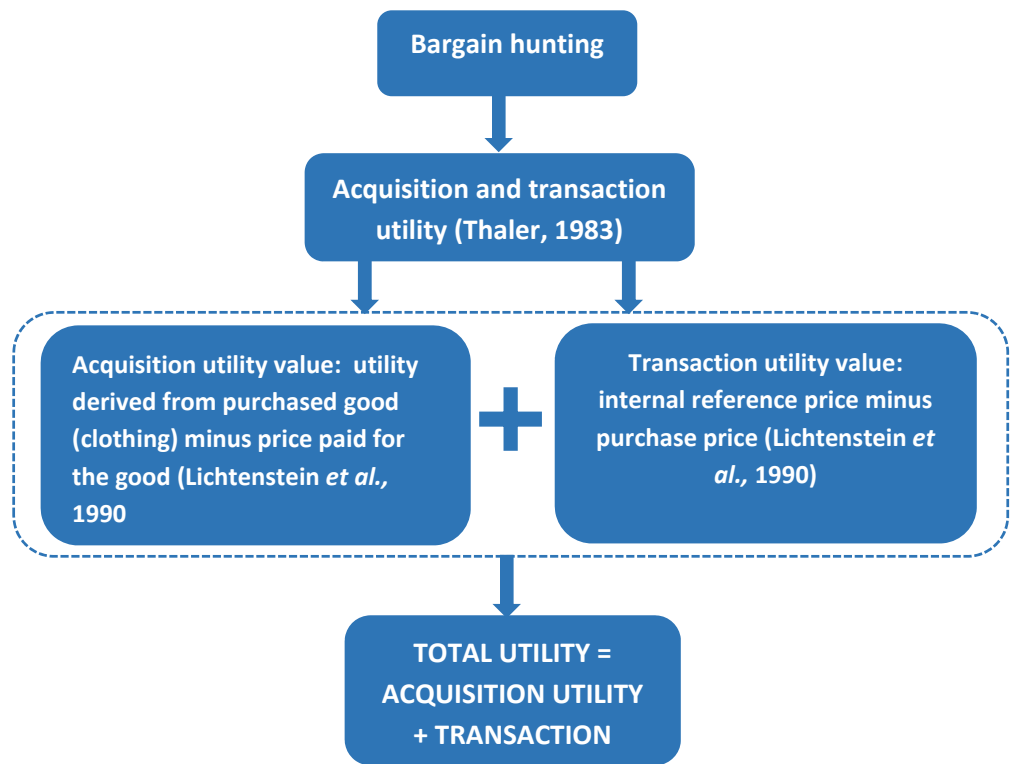 Bargain hunting
Acquisition and transaction
utility (Thaler, 1983)
Acquisition utility value:  utility
derived from purchased good
(clothing) minus price paid for
the good (Lichtenstein et al.,
1990
Transaction utility value:
internal reference price minus
purchase price (Lichtenstein et
al., 1990)
TOTAL UTILITY =
ACQUISITION UTILITY
+ TRANSACTION